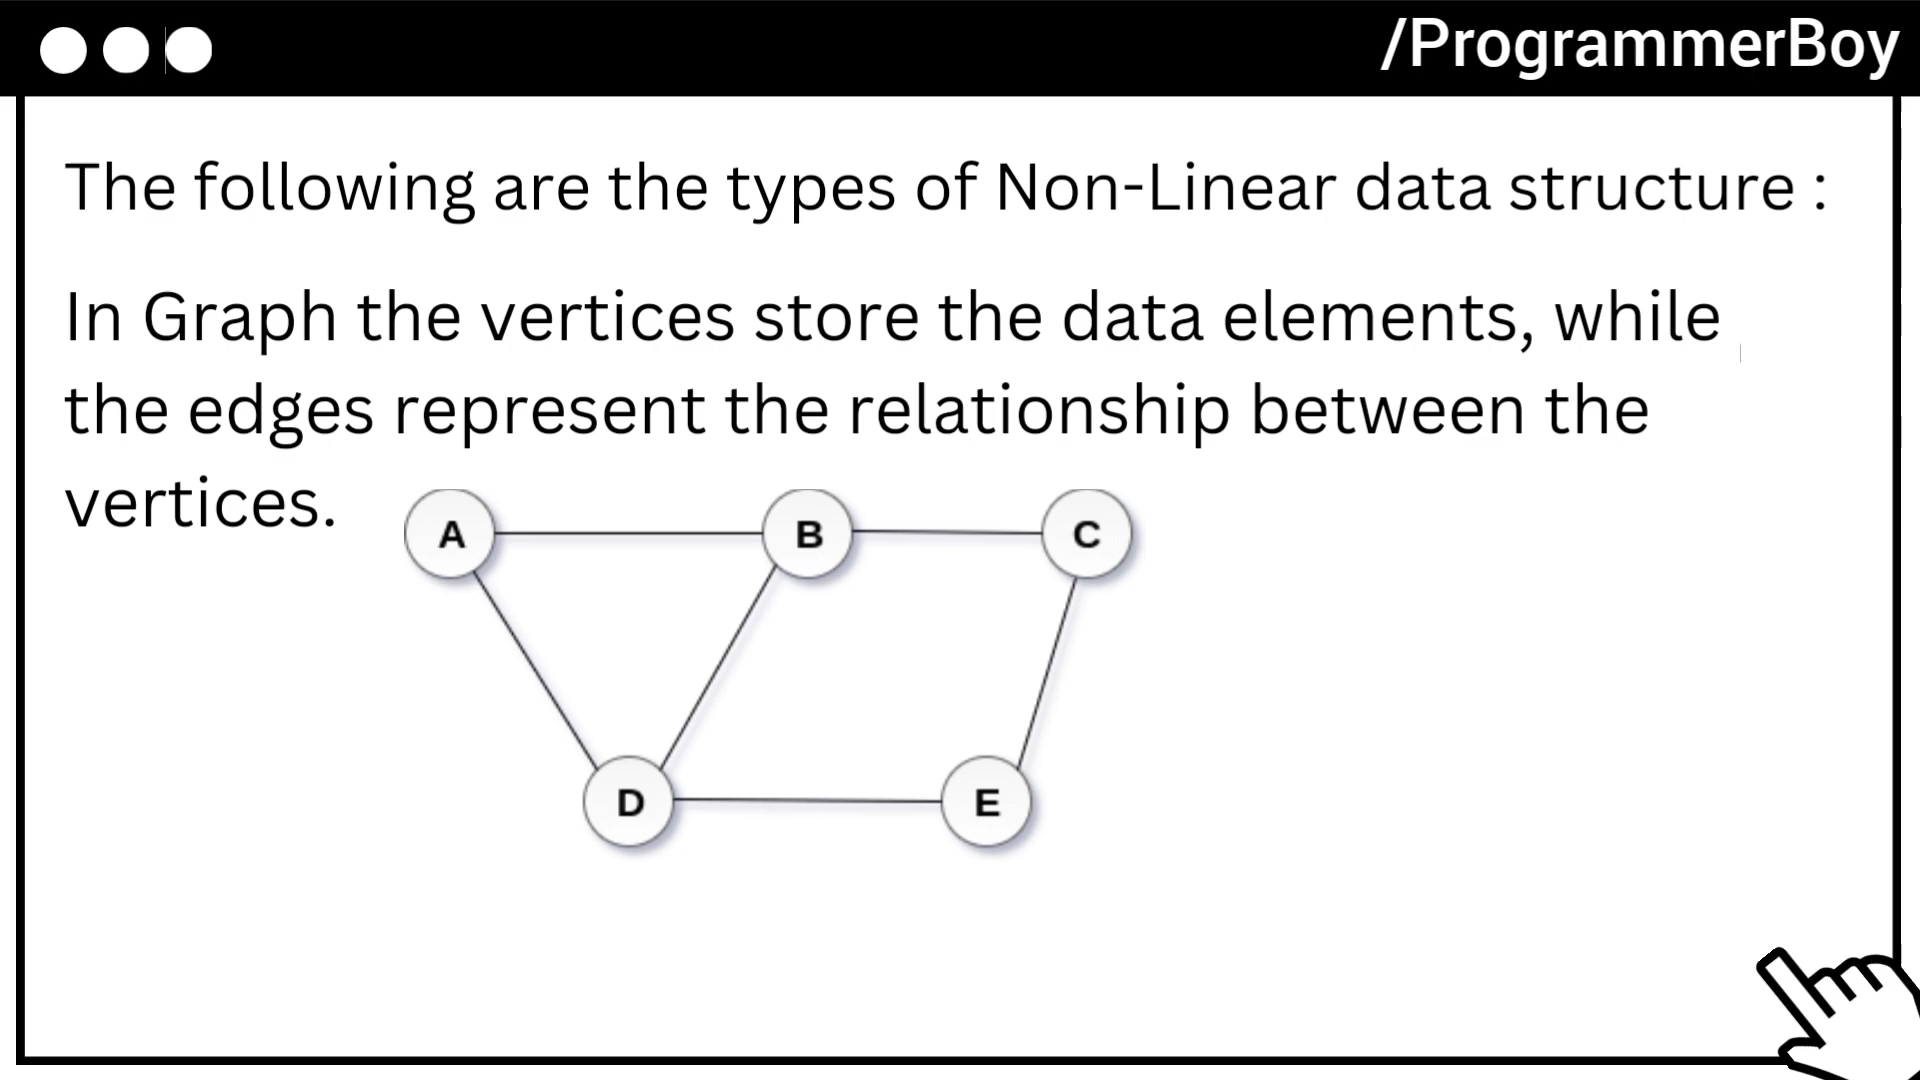 /ProgrammerBoy
The following are the types of Non-Linear data structure :
In Graph the vertices store the data elements, while
the edges represent the relationship between the
vertices.
A B C
D E